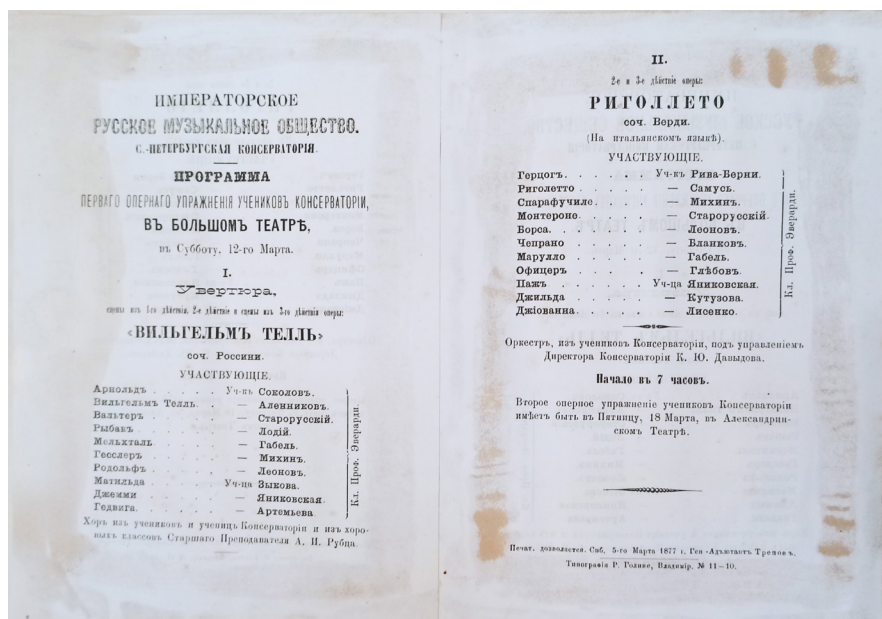 ИМПЕРАТОРСКОЕ
РУССКОЕ МУЗЫКАЛЬНОЕ ОБЩЕСТВО.
С.-ПЕТЕРБУРГСКАЯ КОНСЕРВАТОРІЯ.
ПРОГРАММА
ПЕРВАГО ОПЕРНАГО УПРАЖНЕНІЯ УЧЕНИКОВЪ КОНСЕРВАТОРІИ,
ВЪ БОЛЬШОМЪ ТЕАТРѢ,
въ Субботу, 12-го Марта.
I.
Увертюра,
сцены изъ 1-го дѣйствія, 2-е дѣйствіе и сцены изъ 3-го дѣйствія оперы:
«ВИЛЬГЕЛЬМЪ ТЕЛЛЬ»
соч. Россини.
УЧАСТВУЮЩІЕ.
Арнольдъ . . . . . Уч-къ Соколовъ.
Вильгельмъ Телль. . . — Аленниковъ.
Вальтеръ . . . . . — Старорусскій.
Рыбакъ . . . . . — Лодій.
Мельхталь . . . . . — Габель.
Гесслеръ . . . . . — Михинъ.
Родольфъ . . . . . — Леоновъ.
Матильда . . . . . Уч-ца Зыкова.
Джемми . . . . . — Яниковская.
Гедвига. . . . . — Артемьева.
Кл. Проф. Эверарди.
Хоръ изъ учениковъ и ученицъ Консерваторіи и изъ хоро-
выхъ классовъ Старшаго Преподавателя А. И. Рубца.
II.
2-е и 3-е дѣйствіе оперы:
РИГОЛЛЕТО
соч. Верди.
(На итальянскомъ языкѣ).
УЧАСТВУЮЩІЕ.
Герцогъ. . . . . Уч-къ Рива-Берни.
Риголетто . . . . . — Самусь.
Спарафучиле. . . . . — Михинъ.
Монтероне. . . . . — Старорусскій.
Борса. . . . . . — Леоновъ.
Чепрано . . . . . — Бланковъ.
Марулло . . . . . — Габель.
Офицеръ . . . . — Глѣбовъ.
Пажъ . . . . . Уч-ца Яниковская.
Джильда . . . . . — Кутузова.
Джіованна. . . . . — Лисенко.
Кл. Проф. Эверарди.
Оркестръ, изъ учениковъ Консерваторіи, подъ управленіемъ
Директора Консерваторіи К. Ю. Давыдова.
Начало въ 7 часовъ.
Второе оперное упражненіе учениковъ Консерваторіи
имѣетъ быть въ Пятницу, 18 Марта, въ Александрин-
скомъ Театрѣ.
Печат. дозволяется. Спб. 5-го Марта 1877 г. Ген-Адъютантъ Треповъ.
Типографія Р. Голике, Владимір. № 11–10.